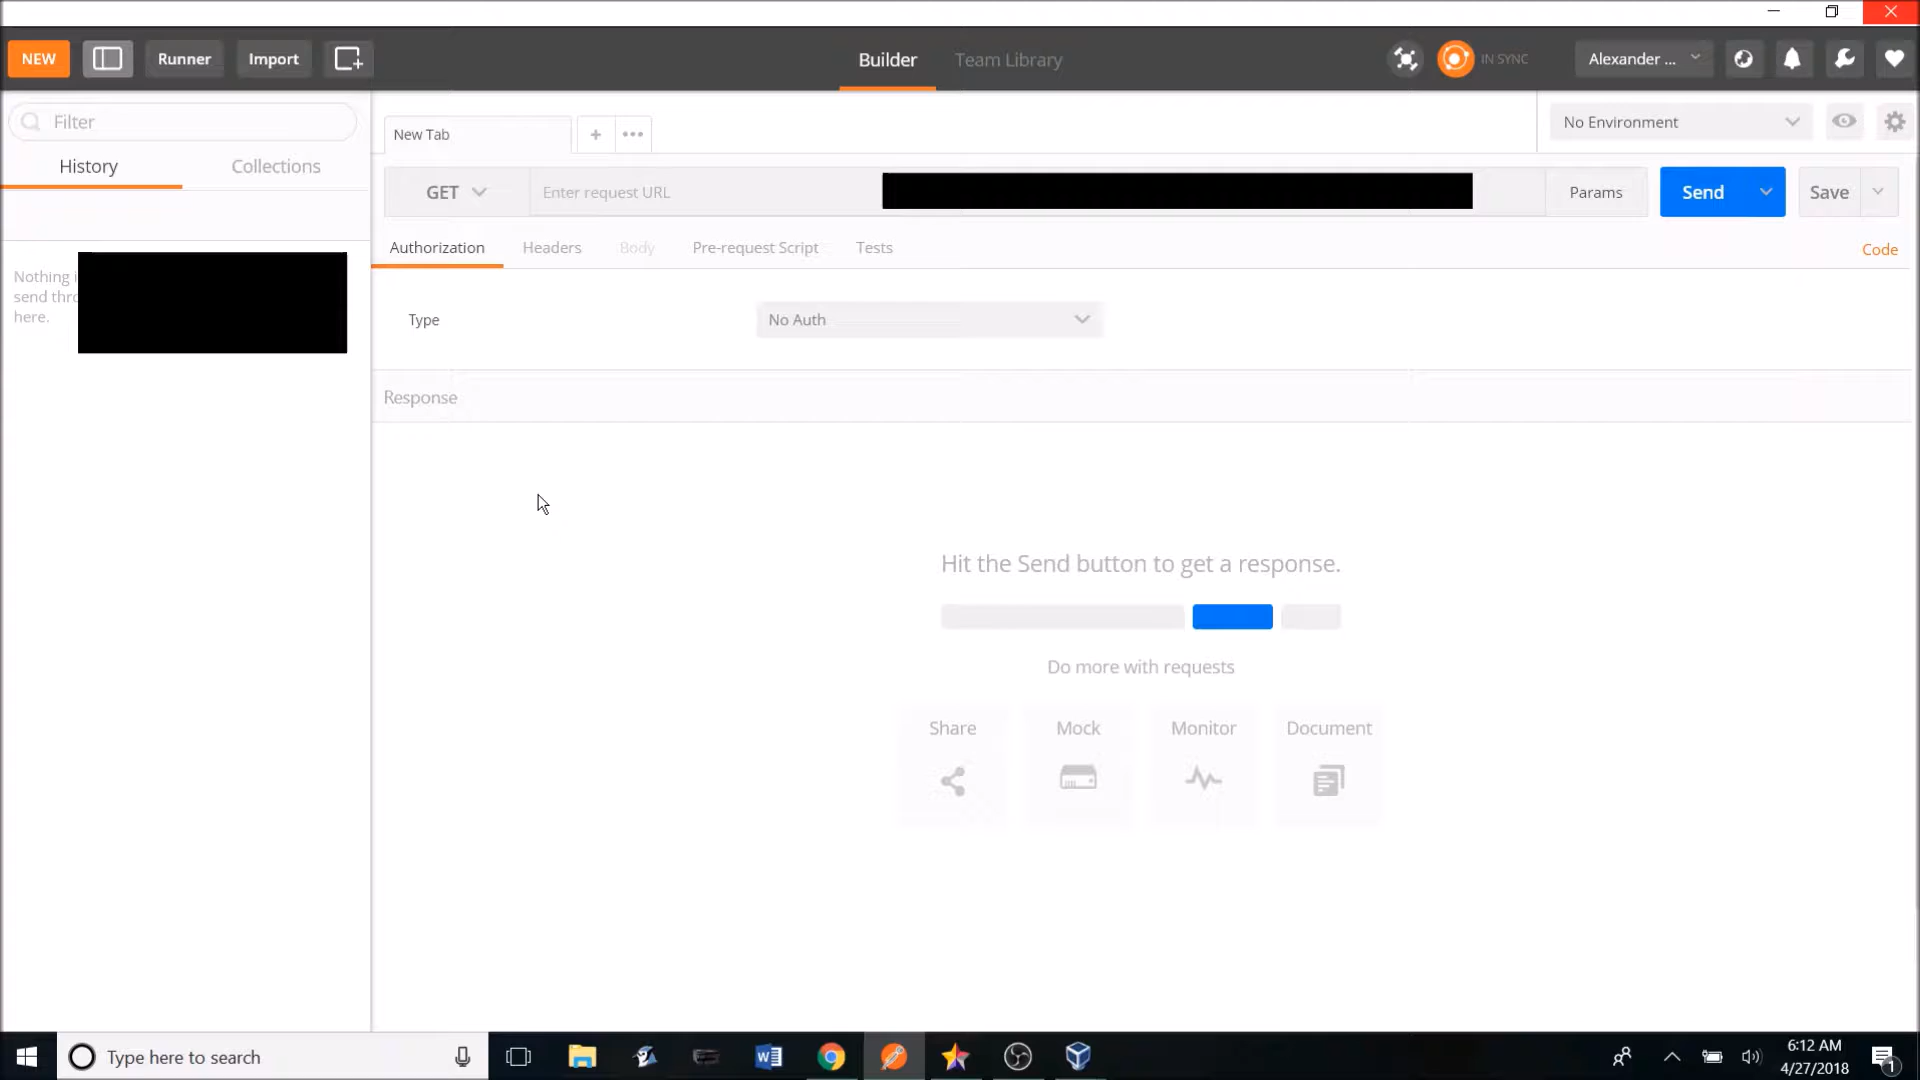 NEW
Runner
Import
Builder
Team Library
IN SYNC
Alexander ...
Filter
History
Collections
New Tab
No Environment
GET
Enter request URL
Params
Send
Save
Authorization
Headers
Body
Pre-request Script
Tests
Code
Nothing
send
here.
Type
No Auth
Response
Hit the Send button to get a response.
Do more with requests
Share
Mock
Monitor
Document
Type here to search
6:12 AM
4/27/2018
1